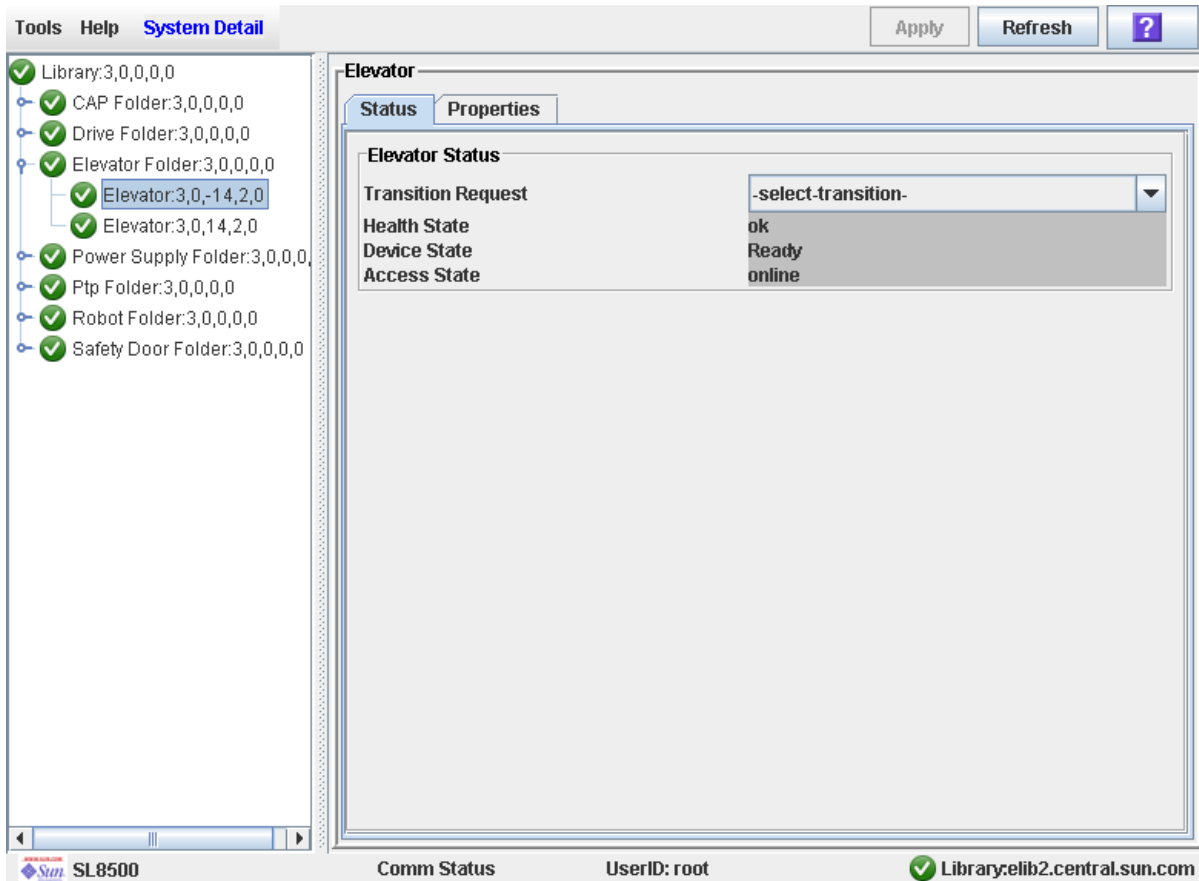 Tools Help System Detail Apply Refresh ?
Library:3,0,0,0,0
CAP Folder:3,0,0,0,0
Drive Folder:3,0,0,0,0
Elevator Folder:3,0,0,0,0
Elevator:3,0,-14,2,0
Elevator:3,0,14,2,0
Power Supply Folder:3,0,0,0,
Ptp Folder:3,0,0,0,0
Robot Folder:3,0,0,0,0
Safety Door Folder:3,0,0,0,0
Elevator
Status Properties
Elevator Status
Transition Request -select-transition-
Health State ok
Device State Ready
Access State online
Sun SL8500 Comm Status UserID: root Library:elib2.central.sun.com